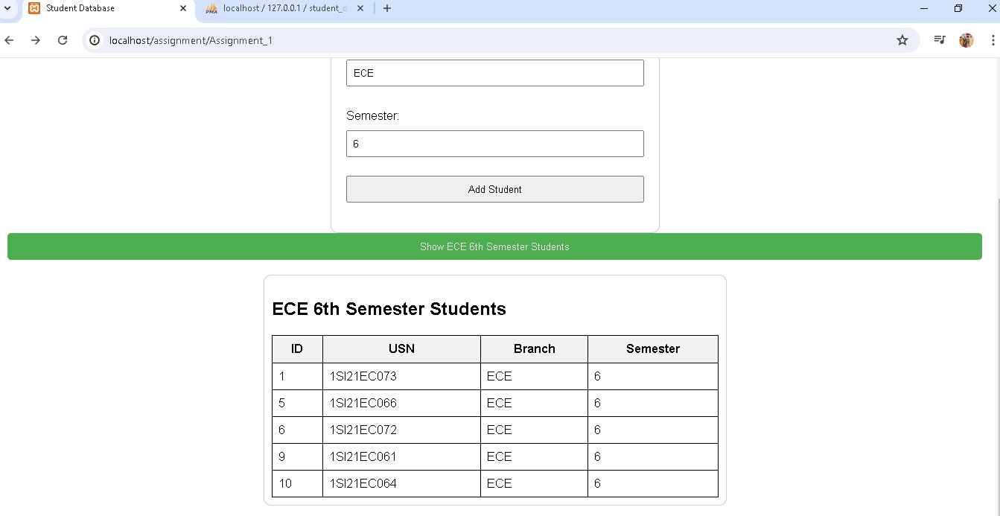 Student Database
localhost / 127.0.0.1 / student_d
localhost/assignment/Assignment_1
ECE
Semester:
6
Add Student
Show ECE 6th Semester Students
ECE 6th Semester Students
ID USN Branch Semester
1 1SI21EC073 ECE 6
5 1SI21EC066 ECE 6
6 1SI21EC072 ECE 6
9 1SI21EC061 ECE 6
10 1SI21EC064 ECE 6